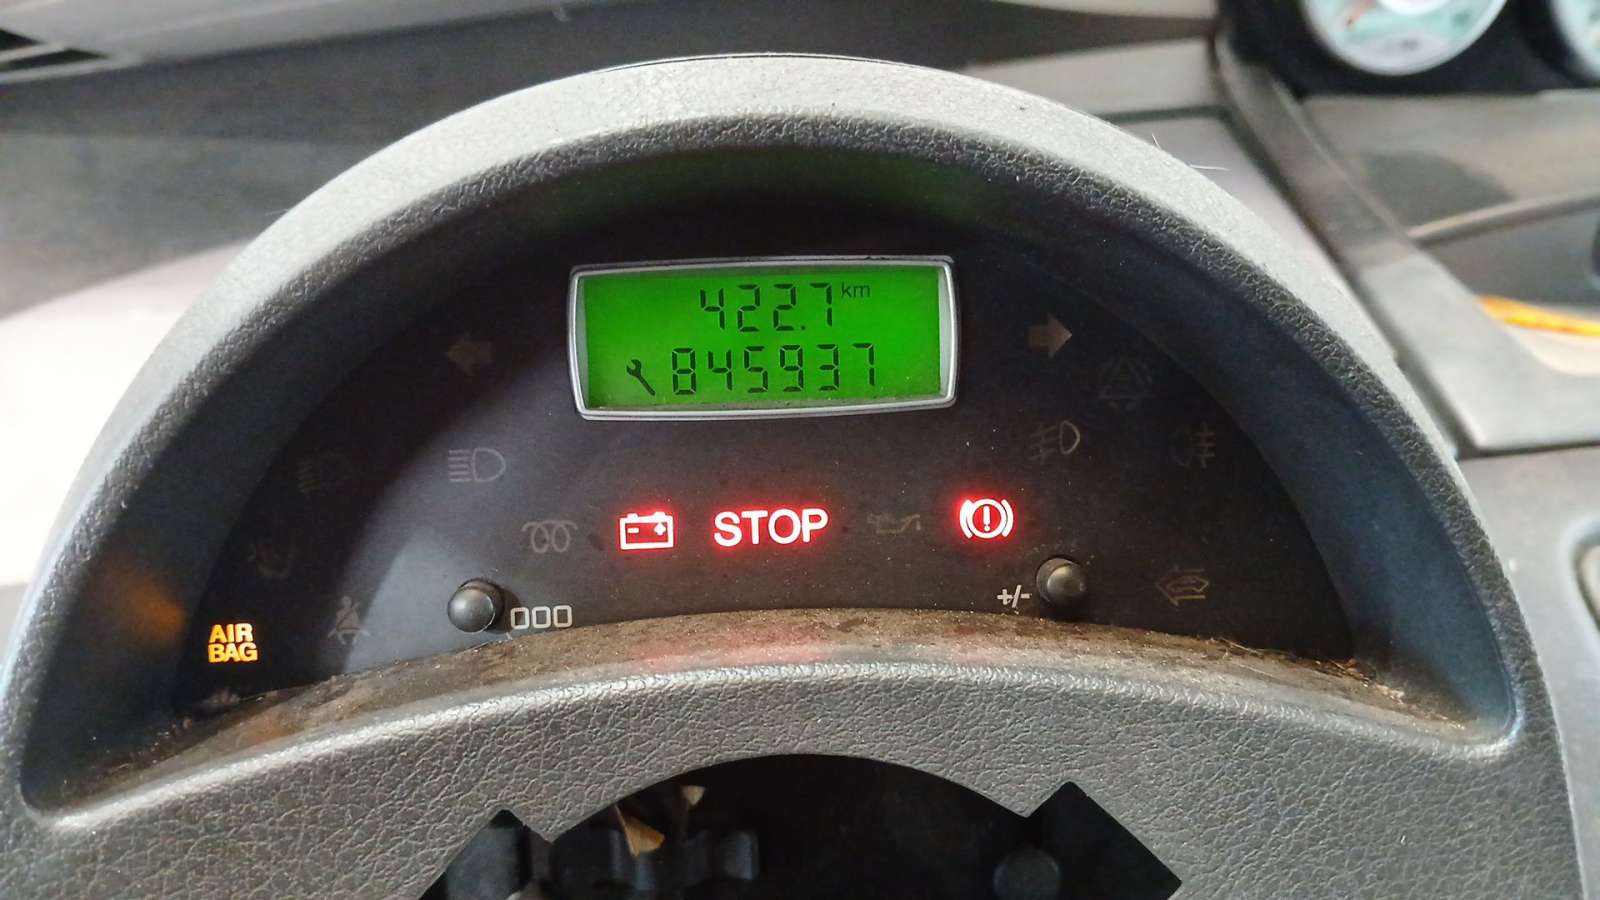 422.7 km
845937
STOP
000
+/-
AIR
BAG